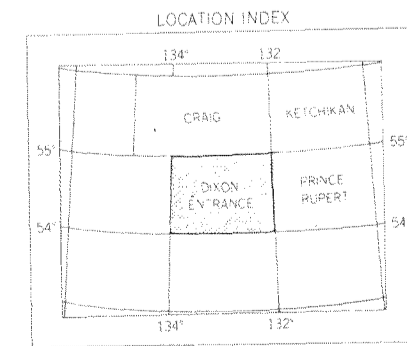 LOCATION INDEX
134° 132
CRAIG KETCHIKAN
55° 55°
DIXON ENTRANCE
PRINCE RUPERT
54° 54
134° 132°